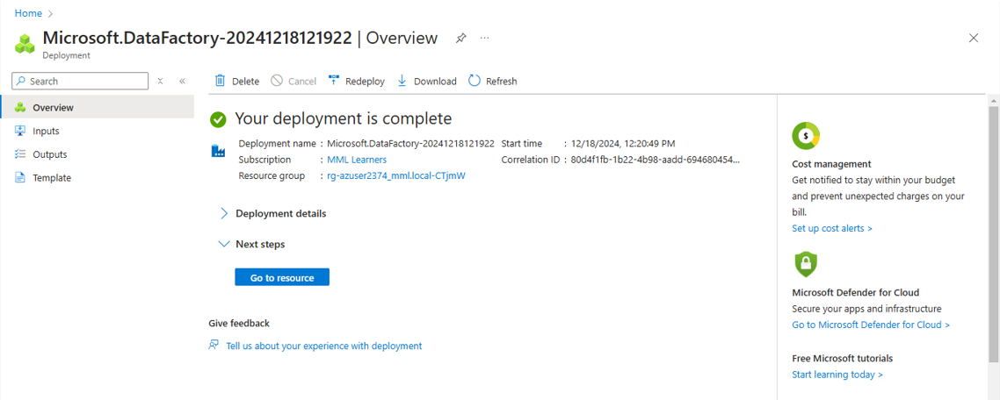 Home >
Microsoft.DataFactory-20241218121922 | Overview ...
Deployment
Search
Overview
Inputs
Outputs
Template
Delete Cancel Redeploy Download Refresh
Your deployment is complete
Deployment name : Microsoft.DataFactory-20241218121922 Start time : 12/18/2024, 12:20:49 PM
Subscription : MML Learners Correlation ID : 80d4f1fb-1b22-4b98-aadd-694680454...
Resource group : rg-azuser2374_mml.local-CTjmW
Deployment details
Next steps
Go to resource
Give feedback
Tell us about your experience with deployment
Cost management
Get notified to stay within your budget
and prevent unexpected charges on your
bill.
Set up cost alerts >
Microsoft Defender for Cloud
Secure your apps and infrastructure
Go to Microsoft Defender for Cloud >
Free Microsoft tutorials
Start learning today >